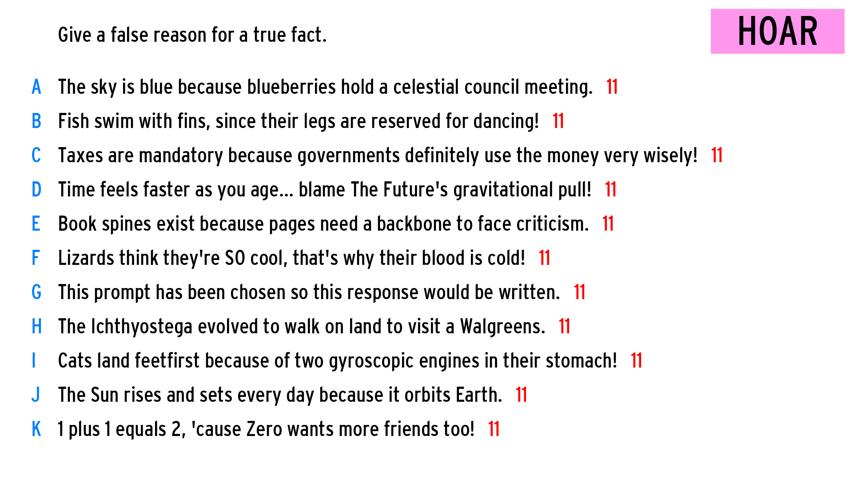 Give a false reason for a true fact.
HOAR
A The sky is blue because blueberries hold a celestial council meeting. 11
B Fish swim with fins, since their legs are reserved for dancing! 11
C Taxes are mandatory because governments definitely use the money very wisely! 11
D Time feels faster as you age... blame The Future's gravitational pull! 11
E Book spines exist because pages need a backbone to face criticism. 11
F Lizards think they're SO cool, that's why their blood is cold! 11
G This prompt has been chosen so this response would be written. 11
H The Ichthyostega evolved to walk on land to visit a Walgreens. 11
I Cats land feetfirst because of two gyroscopic engines in their stomach! 11
J The Sun rises and sets every day because it orbits Earth. 11
K 1 plus 1 equals 2, 'cause Zero wants more friends too! 11